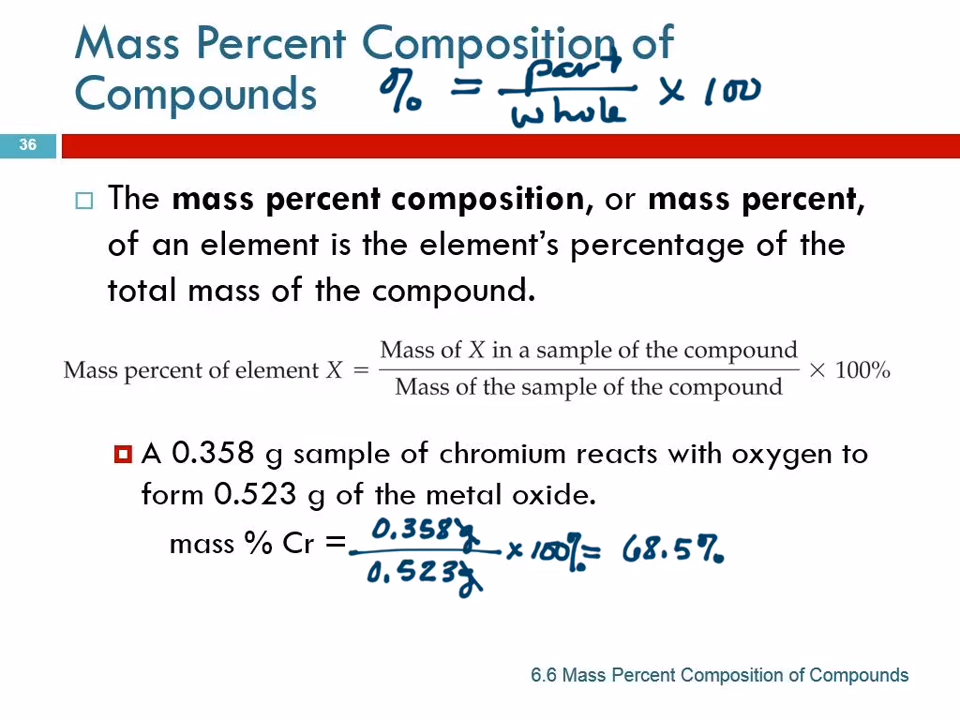 Mass Percent Composition of
Compounds % = part / whole × 100
36
The mass percent composition, or mass percent,
of an element is the element's percentage of the
total mass of the compound.
Mass percent of element X = Mass of X in a sample of the compound / Mass of the sample of the compound × 100%
A 0.358 g sample of chromium reacts with oxygen to
form 0.523 g of the metal oxide.
mass % Cr = 0.358g / 0.523g × 100% = 68.5%
6.6 Mass Percent Composition of Compounds